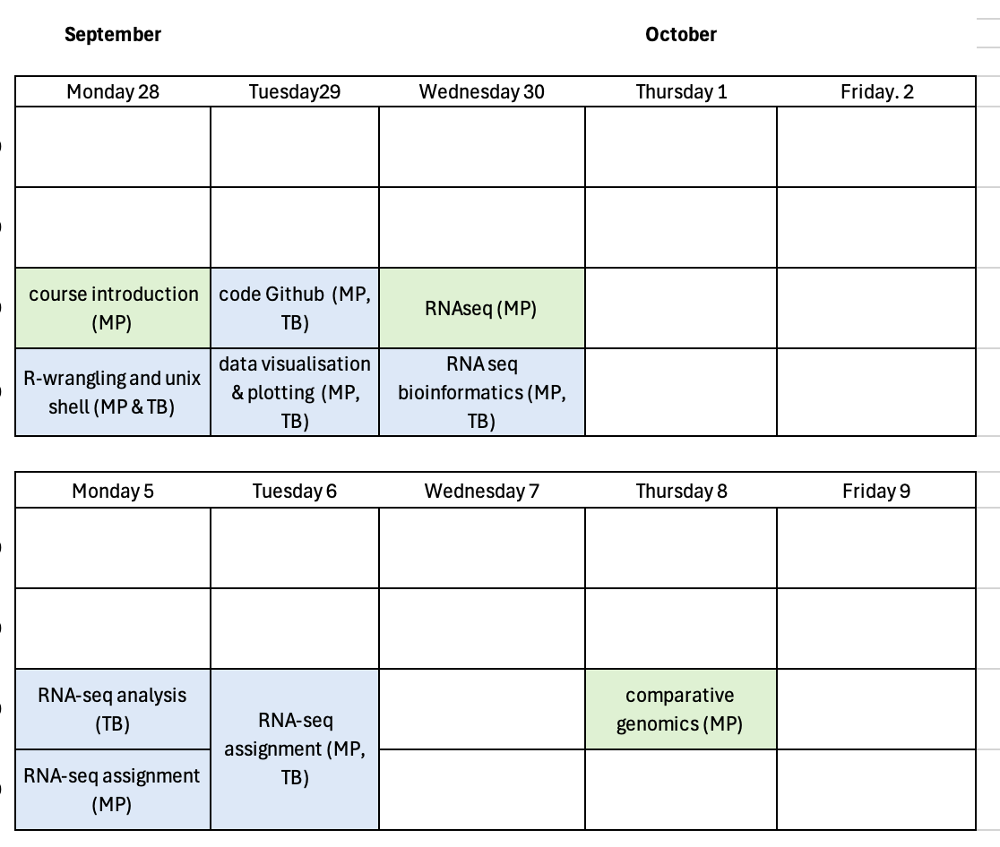 September October
Monday 28 Tuesday29 Wednesday 30 Thursday 1 Friday. 2
course introduction
(MP)
code Github (MP,
TB)
RNAseq (MP)
R-wrangling and unix
shell (MP & TB)
data visualisation
& plotting (MP,
TB)
RNA seq
bioinformatics (MP,
TB)
Monday 5 Tuesday 6 Wednesday 7 Thursday 8 Friday 9
RNA-seq analysis
(TB)
RNA-seq
assignment (MP,
TB)
comparative
genomics (MP)
RNA-seq assignment
(MP)